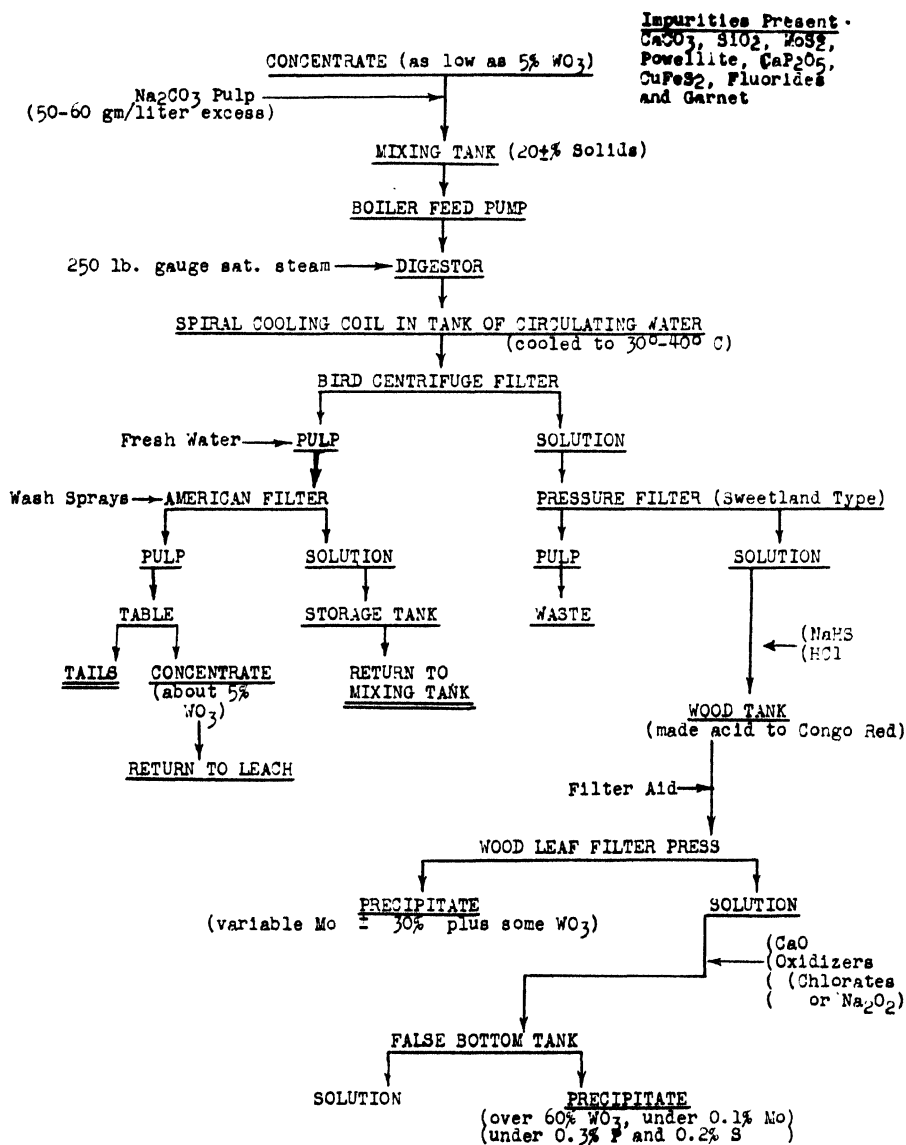 Impurities Present -
CaCO3, SiO2, MoS2,
Powellite, CaP2O5,
CuFeS2, Fluorides
and Garnet
CONCENTRATE (as low as 5% WO3)
Na2CO3 Pulp
(50-60 gm/liter excess)
MIXING TANK (20±% Solids)
BOILER FEED PUMP
250 lb. gauge sat. steam
DIGESTOR
SPIRAL COOLING COIL IN TANK OF CIRCULATING WATER
(cooled to 30°-40° C)
BIRD CENTRIFUGE FILTER
Fresh Water
PULP
SOLUTION
Wash Sprays
AMERICAN FILTER
PRESSURE FILTER (Sweetland Type)
PULP
SOLUTION
PULP
SOLUTION
TABLE
STORAGE TANK
WASTE
(NaHS
(HCl
TAILS
CONCENTRATE
(about 5%
WO3)
RETURN TO
MIXING TANK
WOOD TANK
(made acid to Congo Red)
RETURN TO LEACH
Filter Aid
WOOD LEAF FILTER PRESS
PRECIPITATE
(variable Mo ± 30% plus some WO3)
SOLUTION
(CaO
(Oxidizers
( (Chlorates
( or Na2O2)
FALSE BOTTOM TANK
SOLUTION
PRECIPITATE
(over 60% WO3, under 0.1% Mo)
(under 0.3% P and 0.2% S )